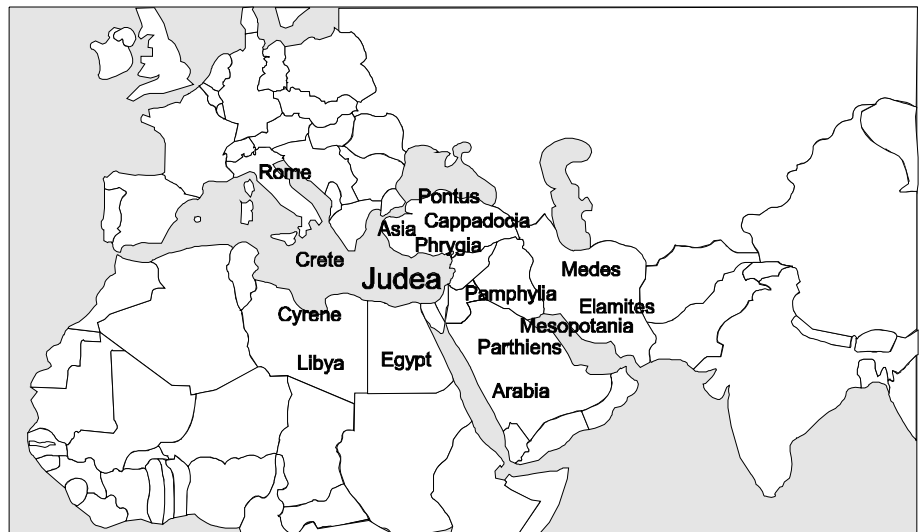 Rome
Pontus
Cappadocia
Asia
Phrygia
Crete
Judea
Medes
Pamphylia
Elamites
Cyrene
Mesopotania
Parthiens
Libya
Egypt
Arabia